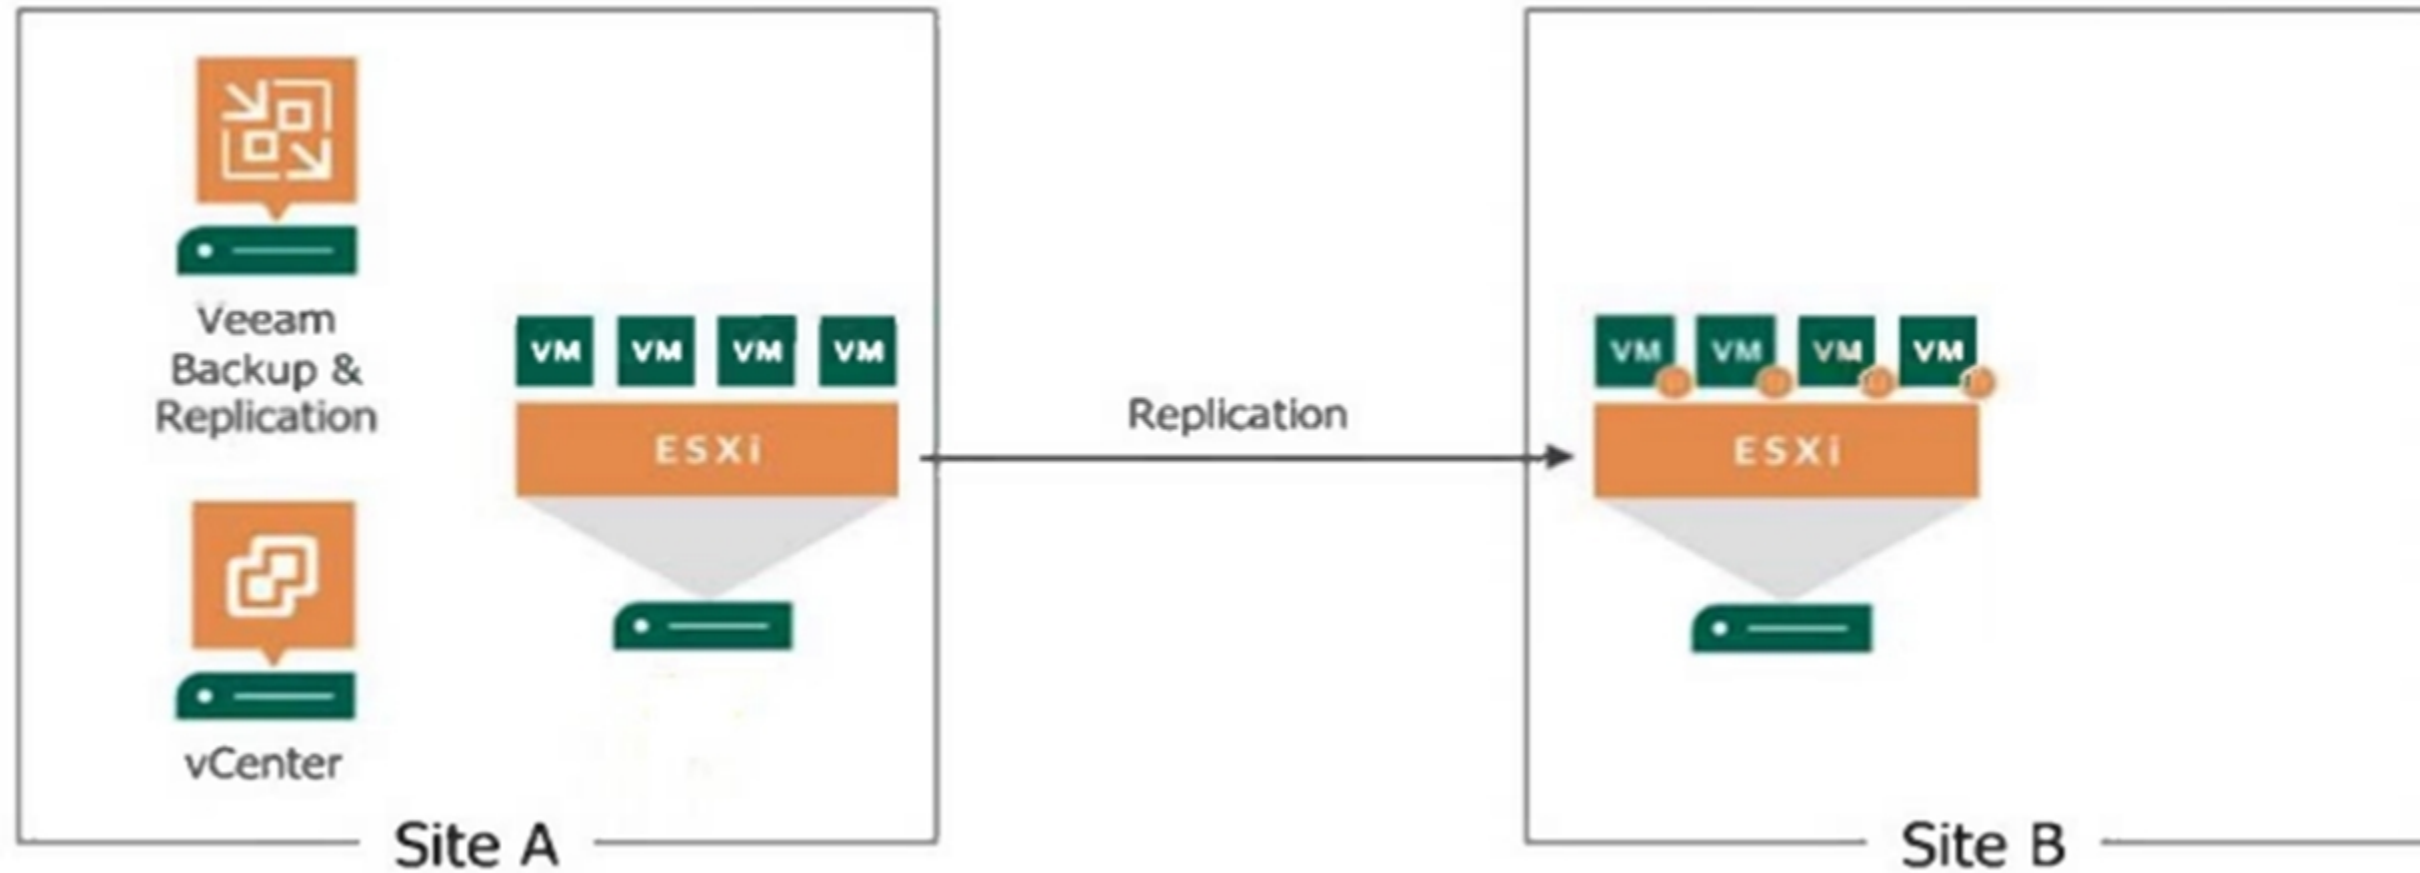 Veeam
Backup &
Replication
VM VM VM VM
ESXi
vCenter
Site A
Replication
VM VM VM VM
ESXi
Site B